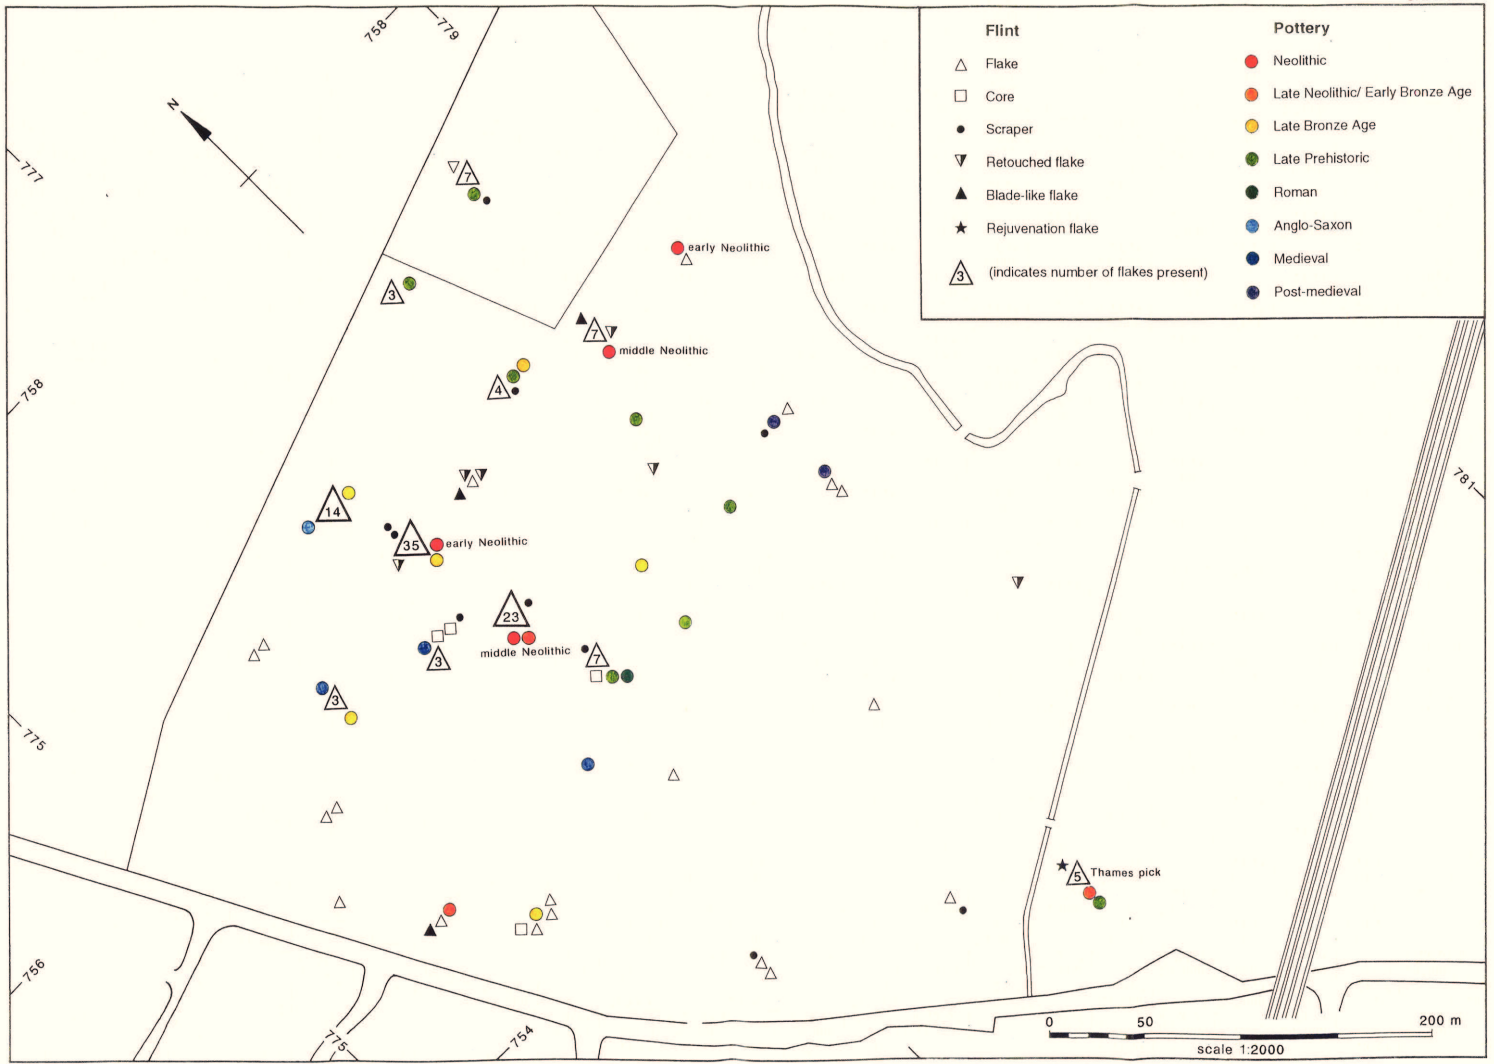 758
779
Flint
Pottery
Flake
Neolithic
Core
Late Neolithic/ Early Bronze Age
Scraper
Late Bronze Age
Retouched flake
Late Prehistoric
Blade-like flake
Roman
Rejuvenation flake
Anglo-Saxon
Medieval
3 (indicates number of flakes present)
Post-medieval
N
777
7
early Neolithic
3
7
middle Neolithic
4
758
781
14
35 early Neolithic
23
middle Neolithic
7
3
3
775
5 Thames pick
756
775
754
0 50 200 m
scale 1:2000